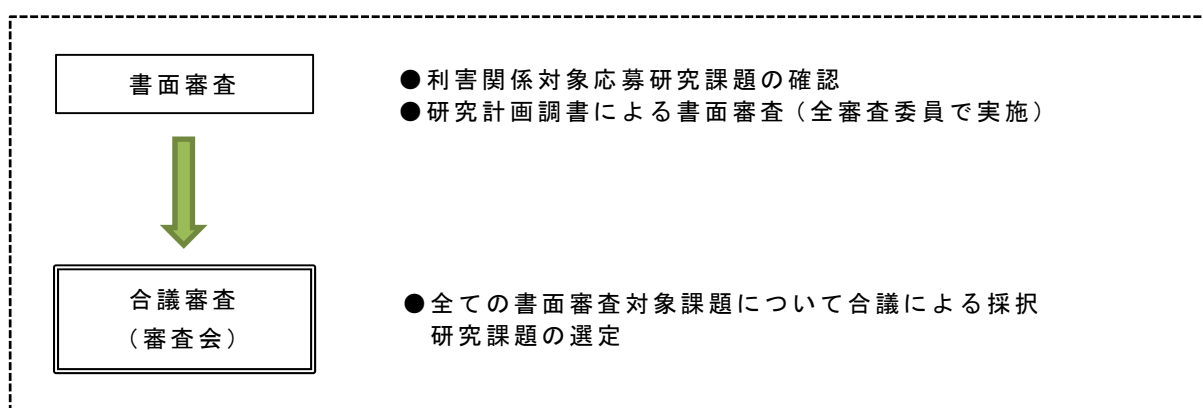 書面審査
●利害関係対象応募研究課題の確認
●研究計画調書による書面審査（全審査委員で実施）
合議審査
（審査会）
●全ての書面審査対象課題について合議による採択
研究課題の選定